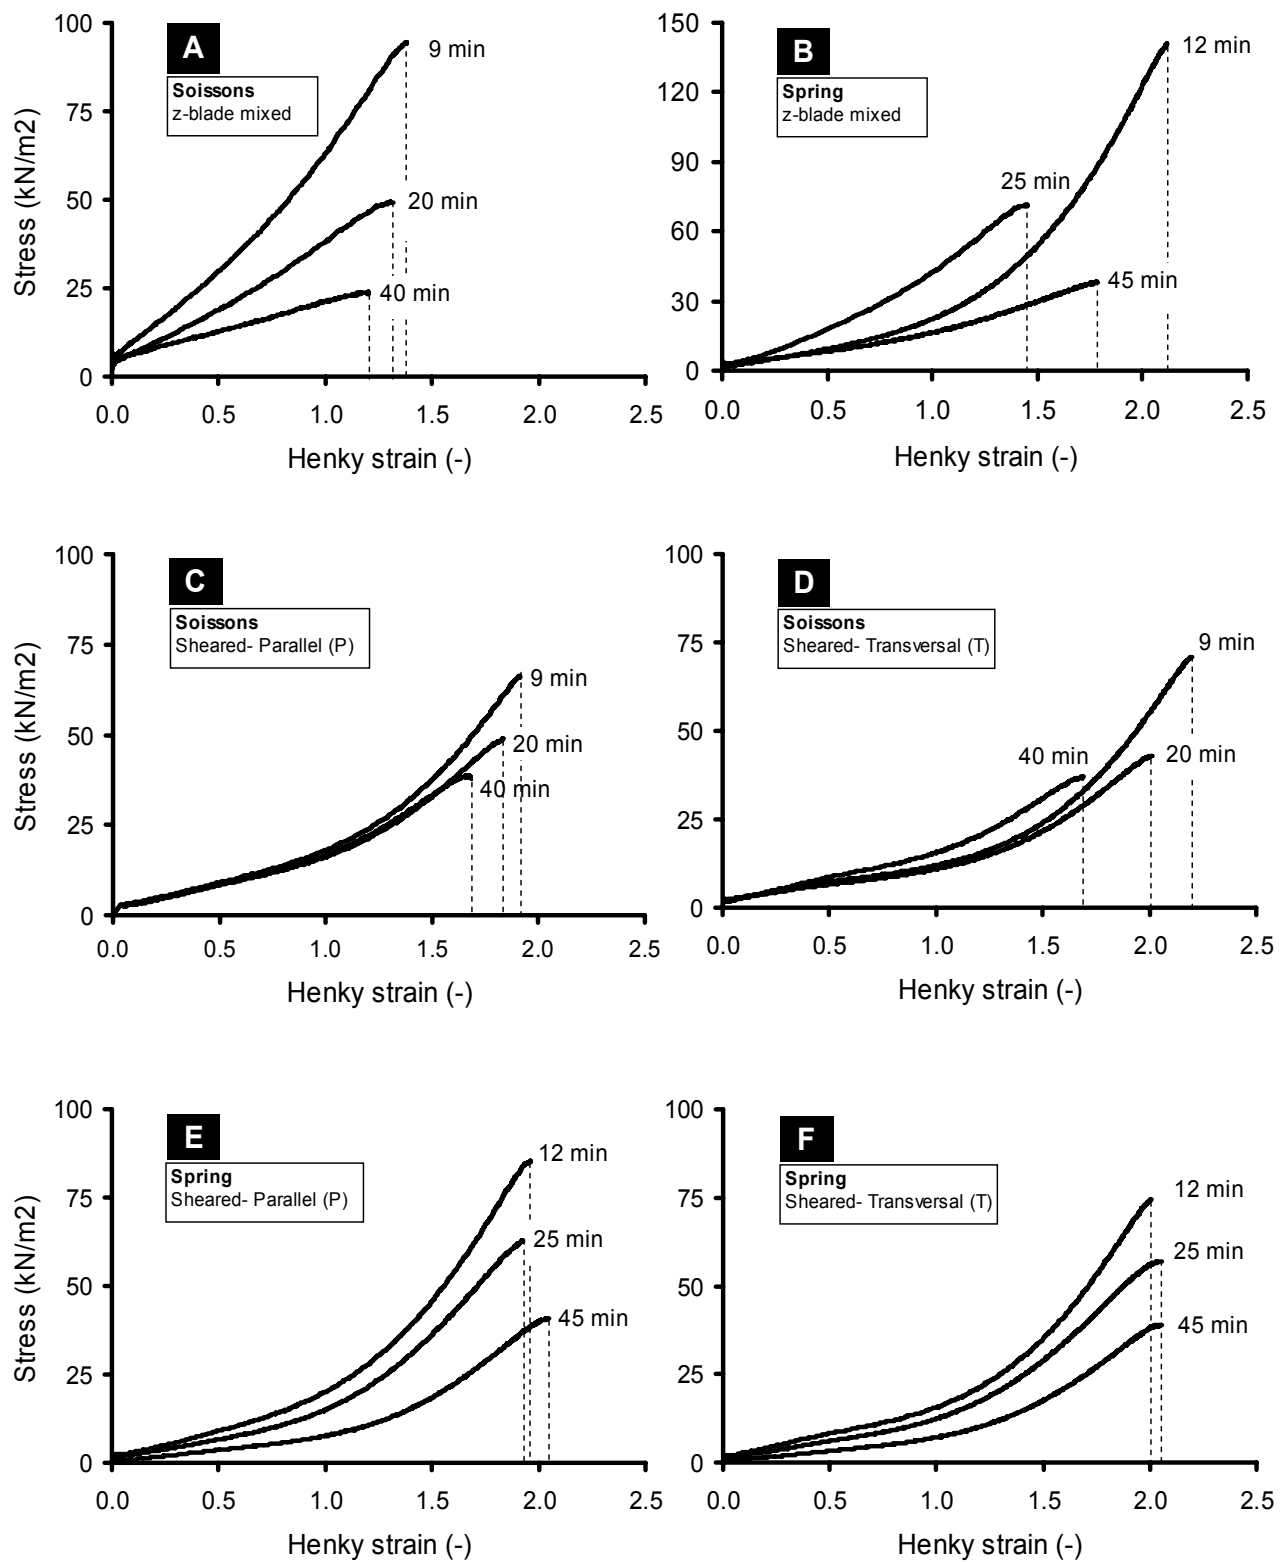 A
Soissons
z-blade mixed
9 min
20 min
40 min
100
75
50
25
0
0.0 0.5 1.0 1.5 2.0 2.5
Stress (kN/m2)
Henky strain (-)
B
Spring
z-blade mixed
12 min
25 min
45 min
150
120
90
60
30
0
0.0 0.5 1.0 1.5 2.0 2.5
Henky strain (-)
C
Soissons
Sheared- Parallel (P)
9 min
20 min
40 min
100
75
50
25
0
0.0 0.5 1.0 1.5 2.0 2.5
Stress (kN/m2)
Henky strain (-)
D
Soissons
Sheared- Transversal (T)
9 min
40 min
20 min
100
75
50
25
0
0.0 0.5 1.0 1.5 2.0 2.5
Henky strain (-)
E
Spring
Sheared- Parallel (P)
12 min
25 min
45 min
100
75
50
25
0
0.0 0.5 1.0 1.5 2.0 2.5
Stress (kN/m2)
Henky strain (-)
F
Spring
Sheared- Transversal (T)
12 min
25 min
45 min
100
75
50
25
0
0.0 0.5 1.0 1.5 2.0 2.5
Henky strain (-)